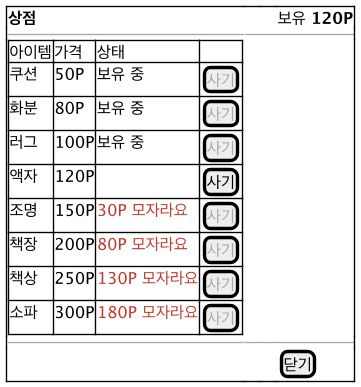 상점 보유 120P
아이템 가격 상태
쿠션 50P 보유 중 사기
화분 80P 보유 중 사기
러그 100P 보유 중 사기
액자 120P 사기
조명 150P 30P 모자라요 사기
책장 200P 80P 모자라요 사기
책상 250P 130P 모자라요 사기
소파 300P 180P 모자라요 사기
닫기